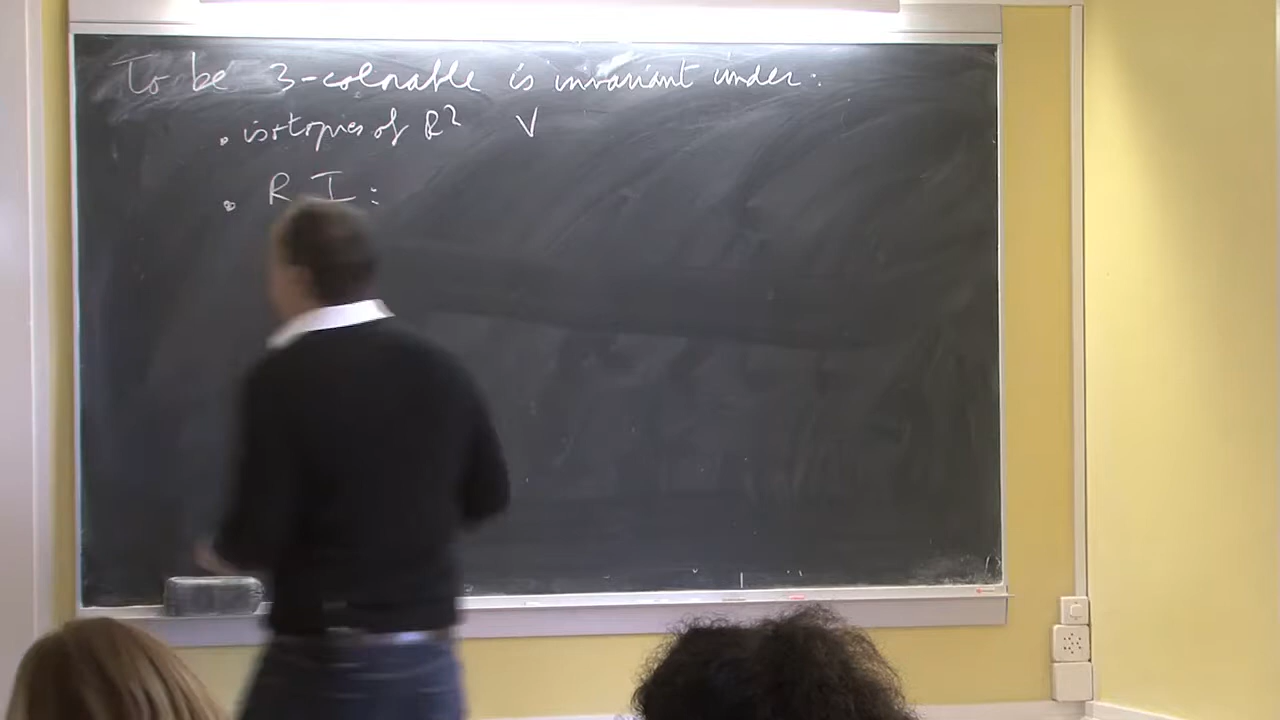 To be 3-colorable is invariant under:
• isotopies of R² V
• R I: